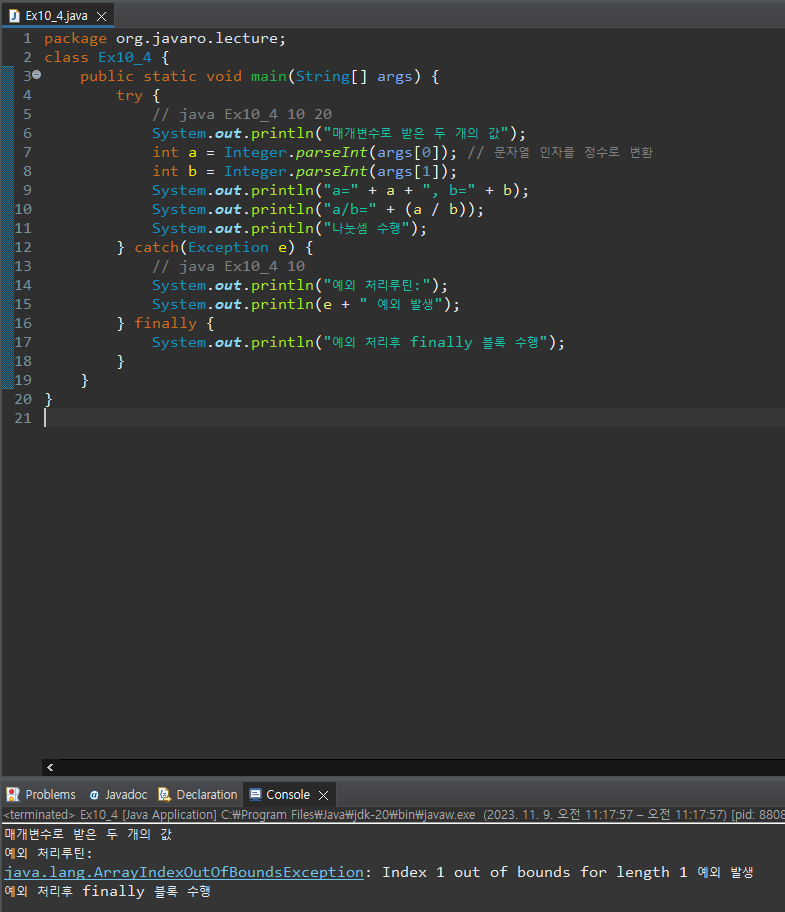 Ex10_4.java
1 package org.javaro.lecture;
2 class Ex10_4 {
3 public static void main(String[] args) {
4 try {
5 // java Ex10_4 10 20
6 System.out.println("매개변수로 받은 두 개의 값");
7 int a = Integer.parseInt(args[0]); // 문자열 인자를 정수로 변환
8 int b = Integer.parseInt(args[1]);
9 System.out.println("a=" + a + ", b=" + b);
10 System.out.println("a/b=" + (a / b));
11 System.out.println("나눗셈 수행");
12 } catch(Exception e) {
13 // java Ex10_4 10
14 System.out.println("예외 처리루틴:");
15 System.out.println(e + " 예외 발생");
16 } finally {
17 System.out.println("예외 처리후 finally 블록 수행");
18 }
19 }
20 }
21
Problems Javadoc Declaration Console
<terminated> Ex10_4 [Java Application] C:₩Program Files₩Java₩jdk-20₩bin₩javaw.exe (2023. 11. 9. 오전 11:17:57 – 오전 11:17:57) [pid: 8808
매개변수로 받은 두 개의 값
예외 처리루틴:
java.lang.ArrayIndexOutOfBoundsException: Index 1 out of bounds for length 1 예외 발생
예외 처리후 finally 블록 수행